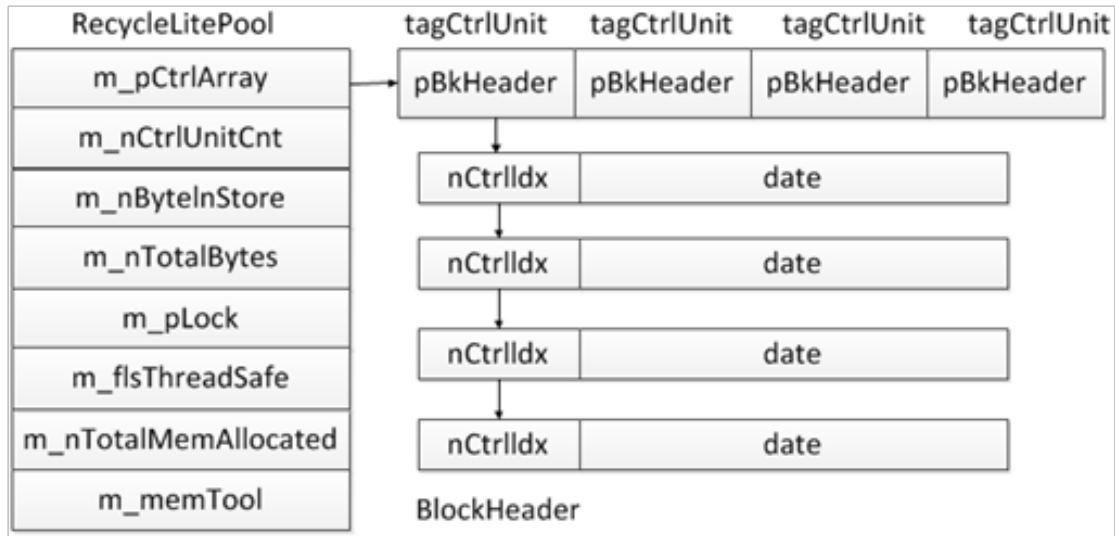 RecycleLitePool tagCtrlUnit tagCtrlUnit tagCtrlUnit tagCtrlUnit
m_pCtrlArray pBkHeader pBkHeader pBkHeader pBkHeader
m_nCtrlUnitCnt
nCtrlIdx date
m_nByteInStore
m_nTotalBytes nCtrlIdx date
m_pLock
nCtrlIdx date
m_fIsThreadSafe
m_nTotalMemAllocated nCtrlIdx date
m_memTool
BlockHeader